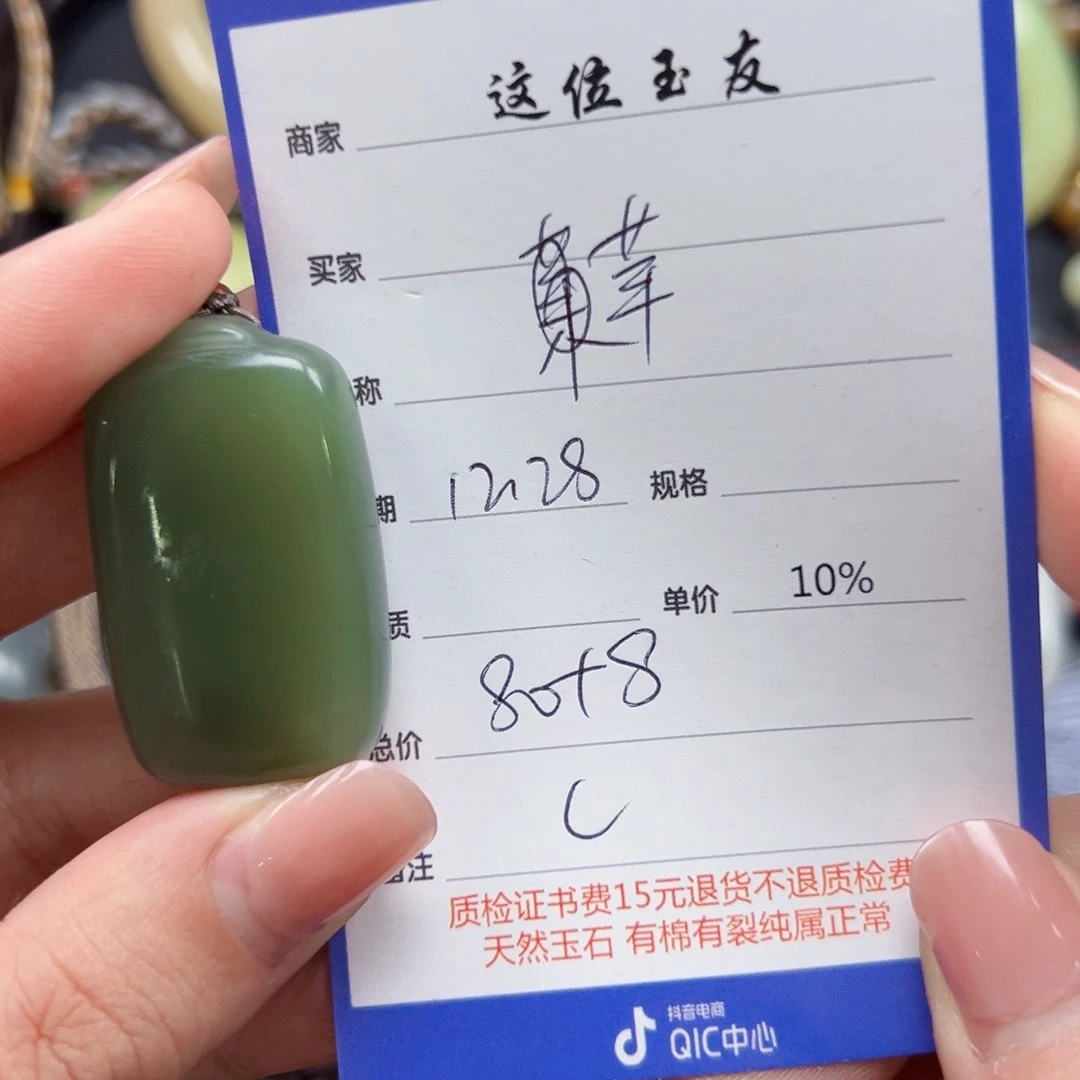 商家 这位玉友
买家
称
期 12.28 规格
质 单价 10%
总价 80+8
备注 C
质检证书费15元退货不退质检费
天然玉石 有棉有裂纯属正常
抖音电商
QIC中心